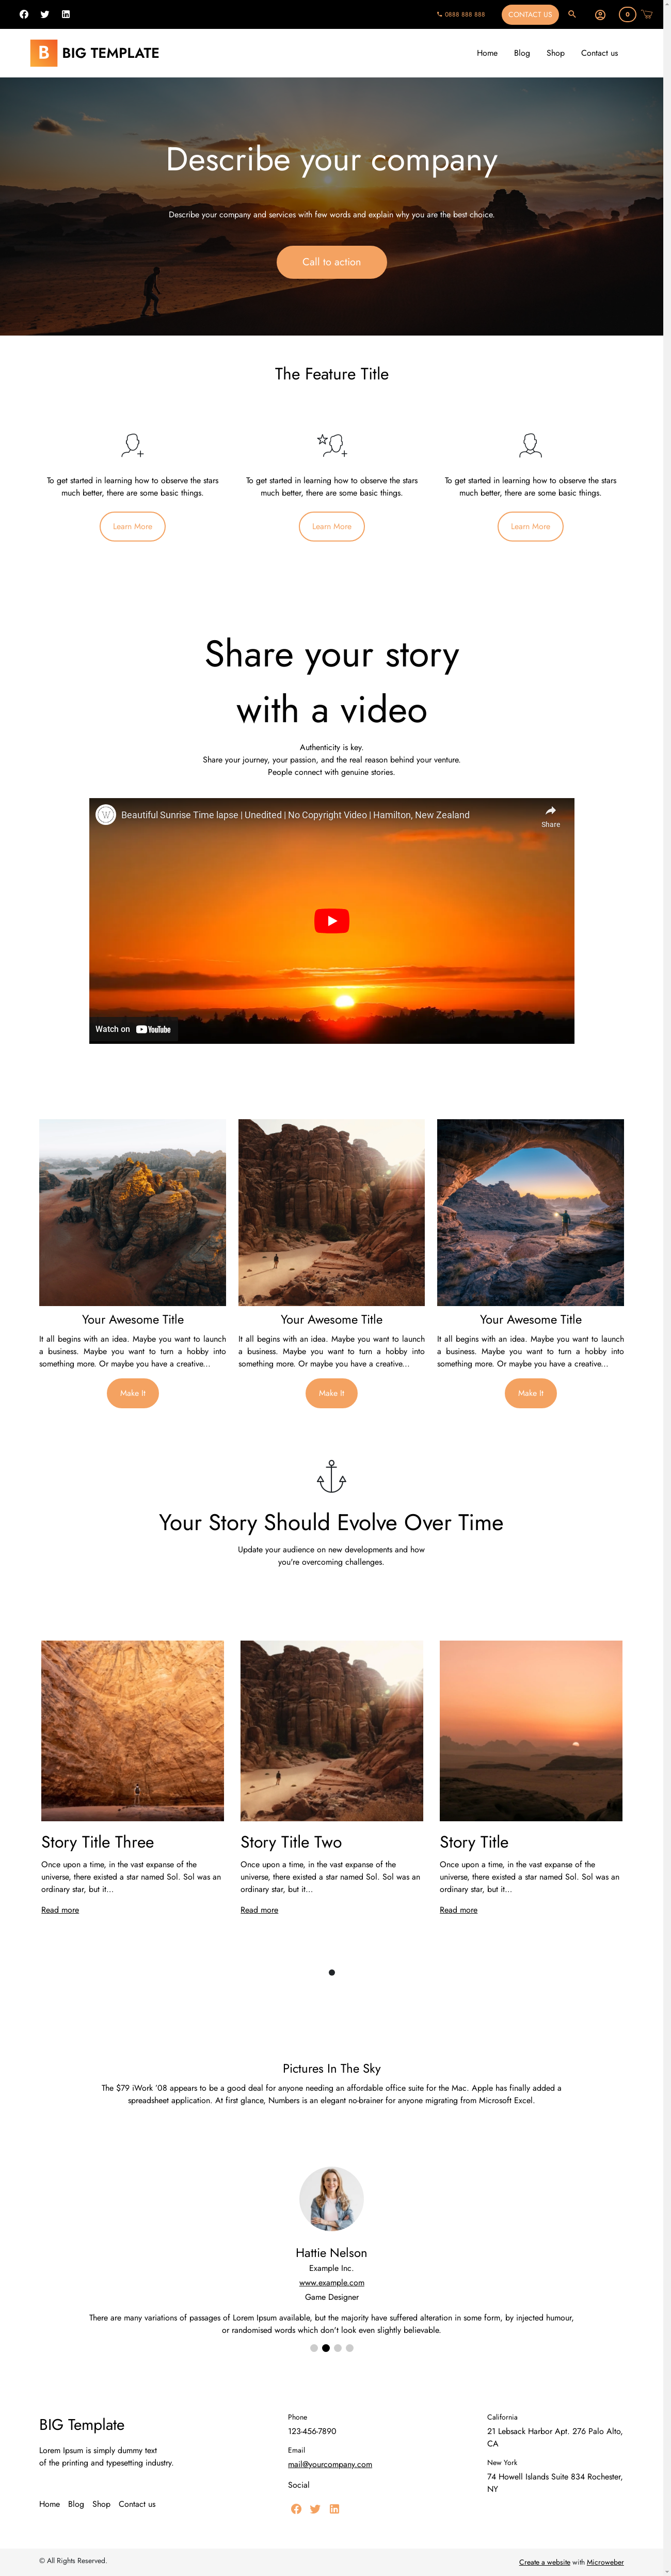 0888 888 888
CONTACT US
0
B BIG TEMPLATE
Home Blog Shop Contact us
Describe your company
Describe your company and services with few words and explain why you are the best choice.
Call to action
The Feature Title
To get started in learning how to observe the stars
much better, there are some basic things.
Learn More
To get started in learning how to observe the stars
much better, there are some basic things.
Learn More
To get started in learning how to observe the stars
much better, there are some basic things.
Learn More
Share your story
with a video
Authenticity is key.
Share your journey, your passion, and the real reason behind your venture.
People connect with genuine stories.
W
Beautiful Sunrise Time lapse | Unedited | No Copyright Video | Hamilton, New Zealand
Share
Watch on YouTube
Your Awesome Title
It all begins with an idea. Maybe you want to launch
a business. Maybe you want to turn a hobby into
something more. Or maybe you have a creative...
Make It
Your Awesome Title
It all begins with an idea. Maybe you want to launch
a business. Maybe you want to turn a hobby into
something more. Or maybe you have a creative...
Make It
Your Awesome Title
It all begins with an idea. Maybe you want to launch
a business. Maybe you want to turn a hobby into
something more. Or maybe you have a creative...
Make It
Your Story Should Evolve Over Time
Update your audience on new developments and how
you're overcoming challenges.
Story Title Three
Once upon a time, in the vast expanse of the
universe, there existed a star named Sol. Sol was an
ordinary star, but it...
Read more
Story Title Two
Once upon a time, in the vast expanse of the
universe, there existed a star named Sol. Sol was an
ordinary star, but it...
Read more
Story Title
Once upon a time, in the vast expanse of the
universe, there existed a star named Sol. Sol was an
ordinary star, but it...
Read more
Pictures In The Sky
The $79 iWork '08 appears to be a good deal for anyone needing an affordable office suite for the Mac. Apple has finally added a
spreadsheet application. At first glance, Numbers is an elegant no-brainer for anyone migrating from Microsoft Excel.
Hattie Nelson
Example Inc.
www.example.com
Game Designer
There are many variations of passages of Lorem Ipsum available, but the majority have suffered alteration in some form, by injected humour,
or randomised words which don't look even slightly believable.
BIG Template
Lorem Ipsum is simply dummy text
of the printing and typesetting industry.
Home Blog Shop Contact us
Phone
123-456-7890
Email
mail@yourcompany.com
Social
California
21 Lebsack Harbor Apt. 276 Palo Alto,
CA
New York
74 Howell Islands Suite 834 Rochester,
NY
© All Rights Reserved.
Create a website with Microweber